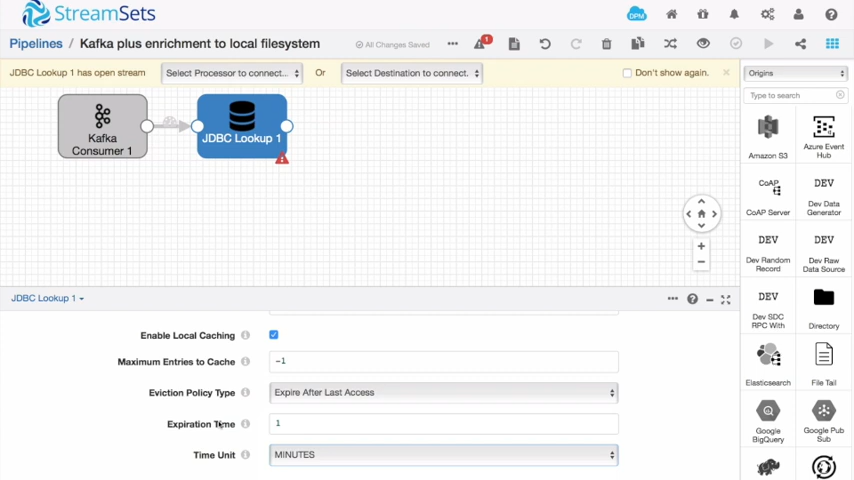 StreamSets
DPM
Pipelines / Kafka plus enrichment to local filesystem
All Changes Saved
1
JDBC Lookup 1 has open stream
Select Processor to connect...
Or
Select Destination to connect.
Don't show again.
Origins
Type to search
Kafka
Consumer 1
JDBC Lookup 1
Amazon S3
Azure Event
Hub
CoAP
CoAP Server
DEV
Dev Data
Generator
DEV
Dev Random
Record
DEV
Dev Raw
Data Source
DEV
Dev SDC
RPC With
Directory
Elasticsearch
File Tail
Google
BigQuery
Google Pub
Sub
JDBC Lookup 1
Enable Local Caching
Maximum Entries to Cache
-1
Eviction Policy Type
Expire After Last Access
Expiration Time
1
Time Unit
MINUTES